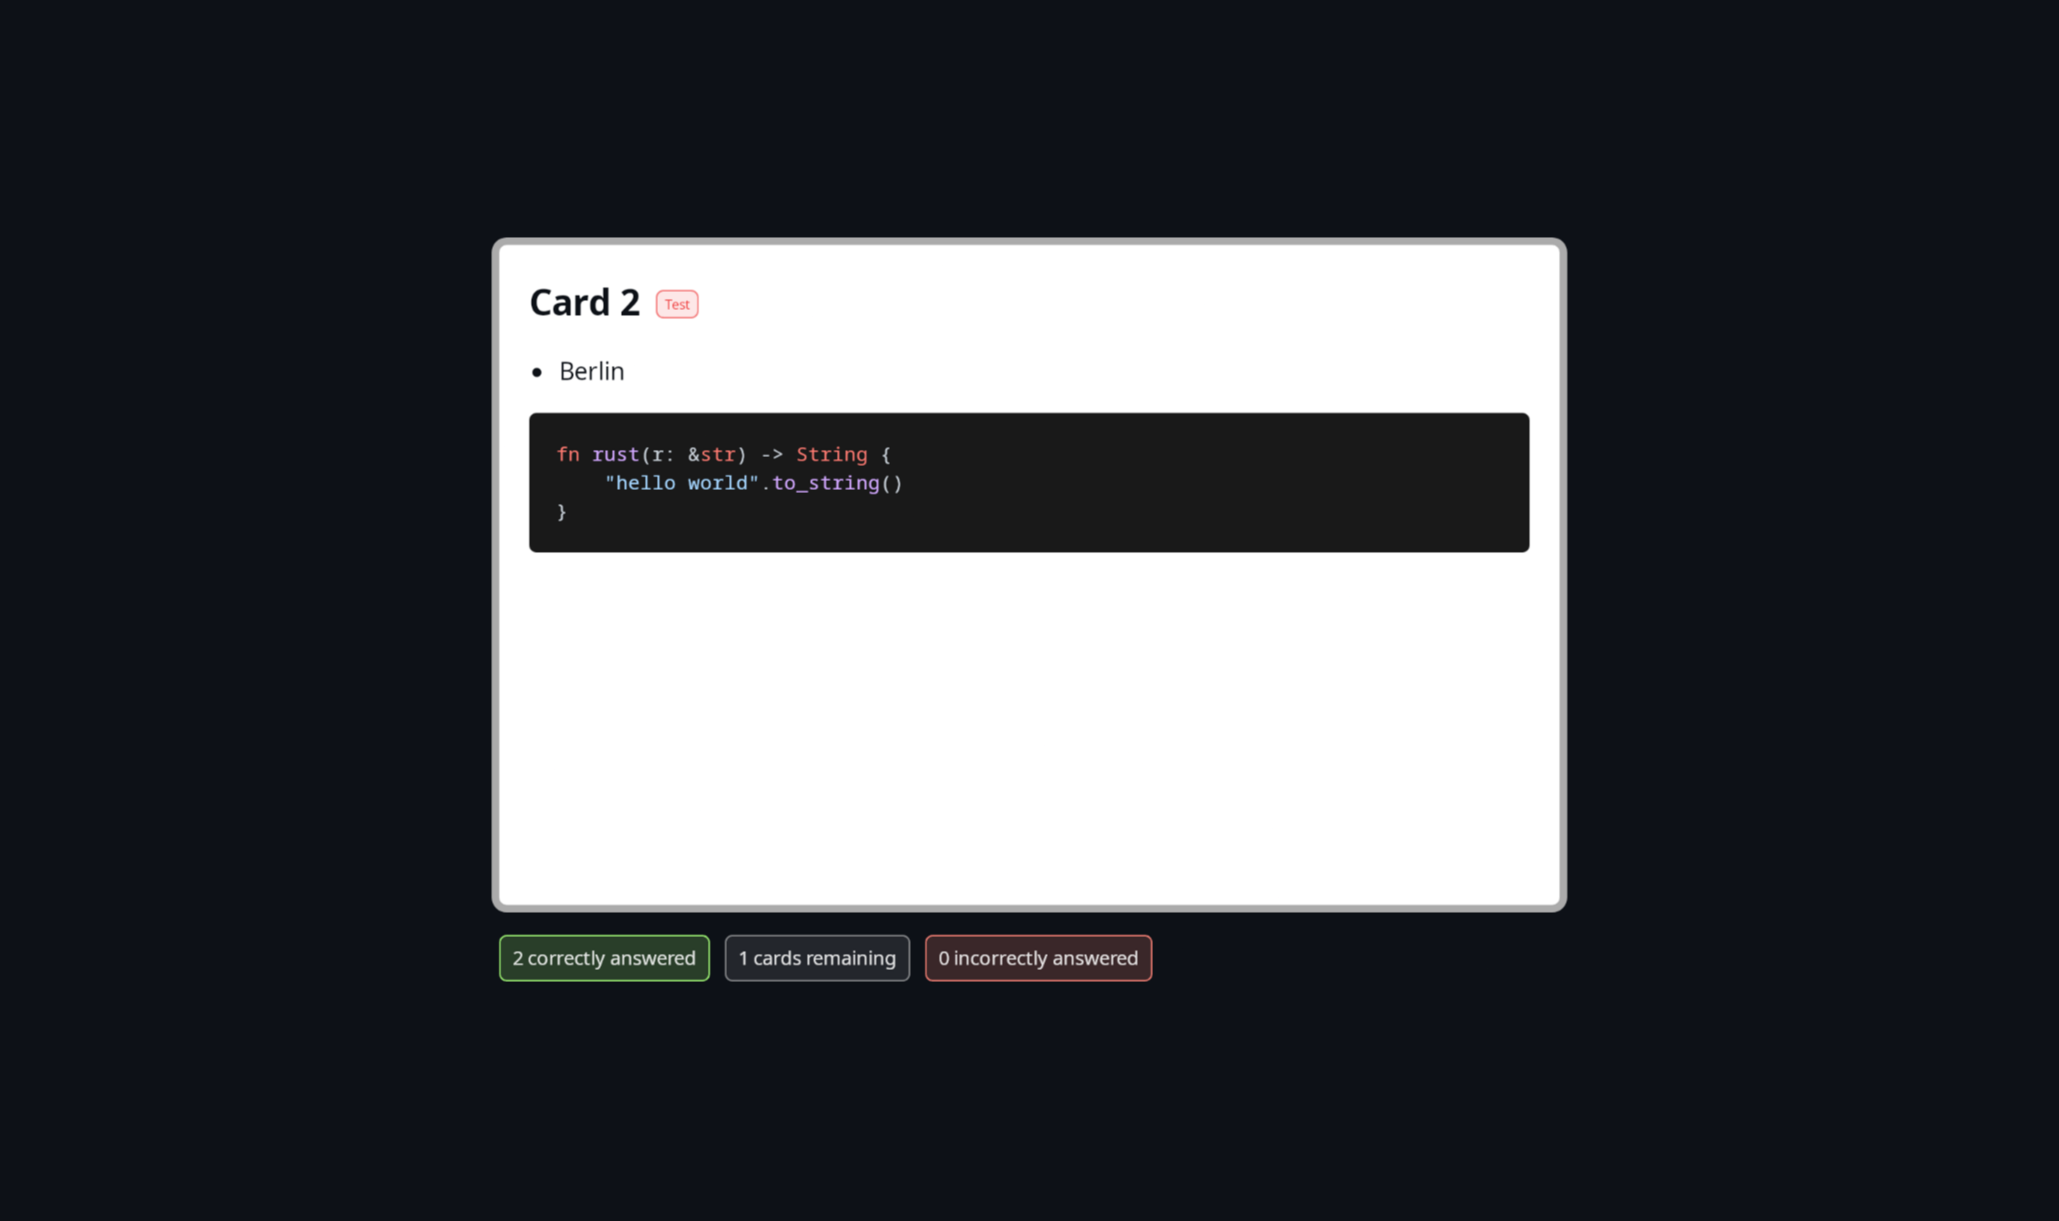 Card 2 Test
• Berlin
fn rust(r: &str) -> String {
    "hello world".to_string()
}
2 correctly answered 1 cards remaining 0 incorrectly answered